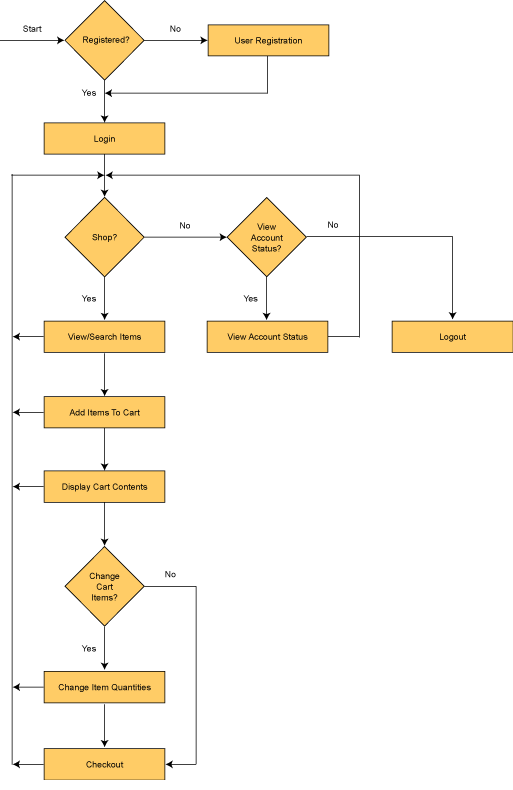 Start
Registered?
No
User Registration
Yes
Login
Shop?
No
View
Account
Status?
No
Yes
Yes
View/Search Items
View Account Status
Logout
Add Items To Cart
Display Cart Contents
Change
Cart
Items?
No
Yes
Change Item Quantities
Checkout